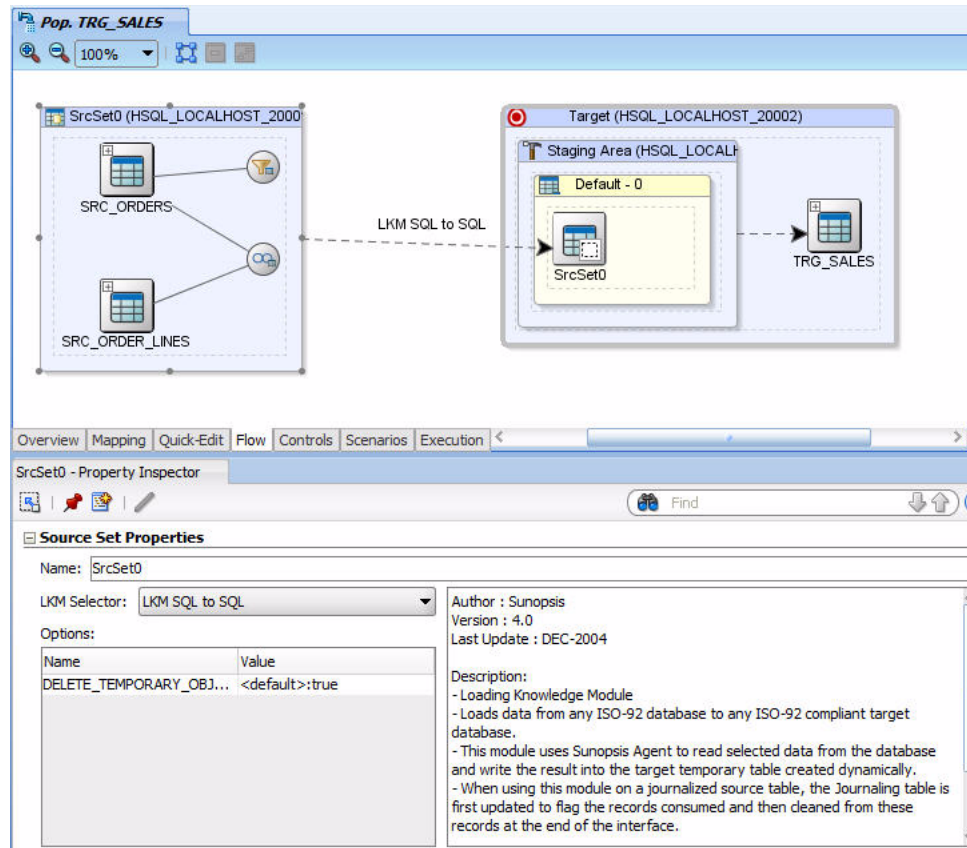 Pop. TRG_SALES
100%
SrcSet0 (HSQL_LOCALHOST_2000
SRC_ORDERS
SRC_ORDER_LINES
LKM SQL to SQL
Target (HSQL_LOCALHOST_20002)
Staging Area (HSQL_LOCALH
Default - 0
SrcSet0
TRG_SALES
Overview Mapping Quick-Edit Flow Controls Scenarios Execution
SrcSet0 - Property Inspector
Find
Source Set Properties
Name: SrcSet0
LKM Selector: LKM SQL to SQL
Options:
Name Value
DELETE_TEMPORARY_OBJ... <default>:true
Author : Sunopsis
Version : 4.0
Last Update : DEC-2004
Description:
- Loading Knowledge Module
- Loads data from any ISO-92 database to any ISO-92 compliant target
database.
- This module uses Sunopsis Agent to read selected data from the database
and write the result into the target temporary table created dynamically.
- When using this module on a journalized source table, the Journaling table is
first updated to flag the records consumed and then cleaned from these
records at the end of the interface.